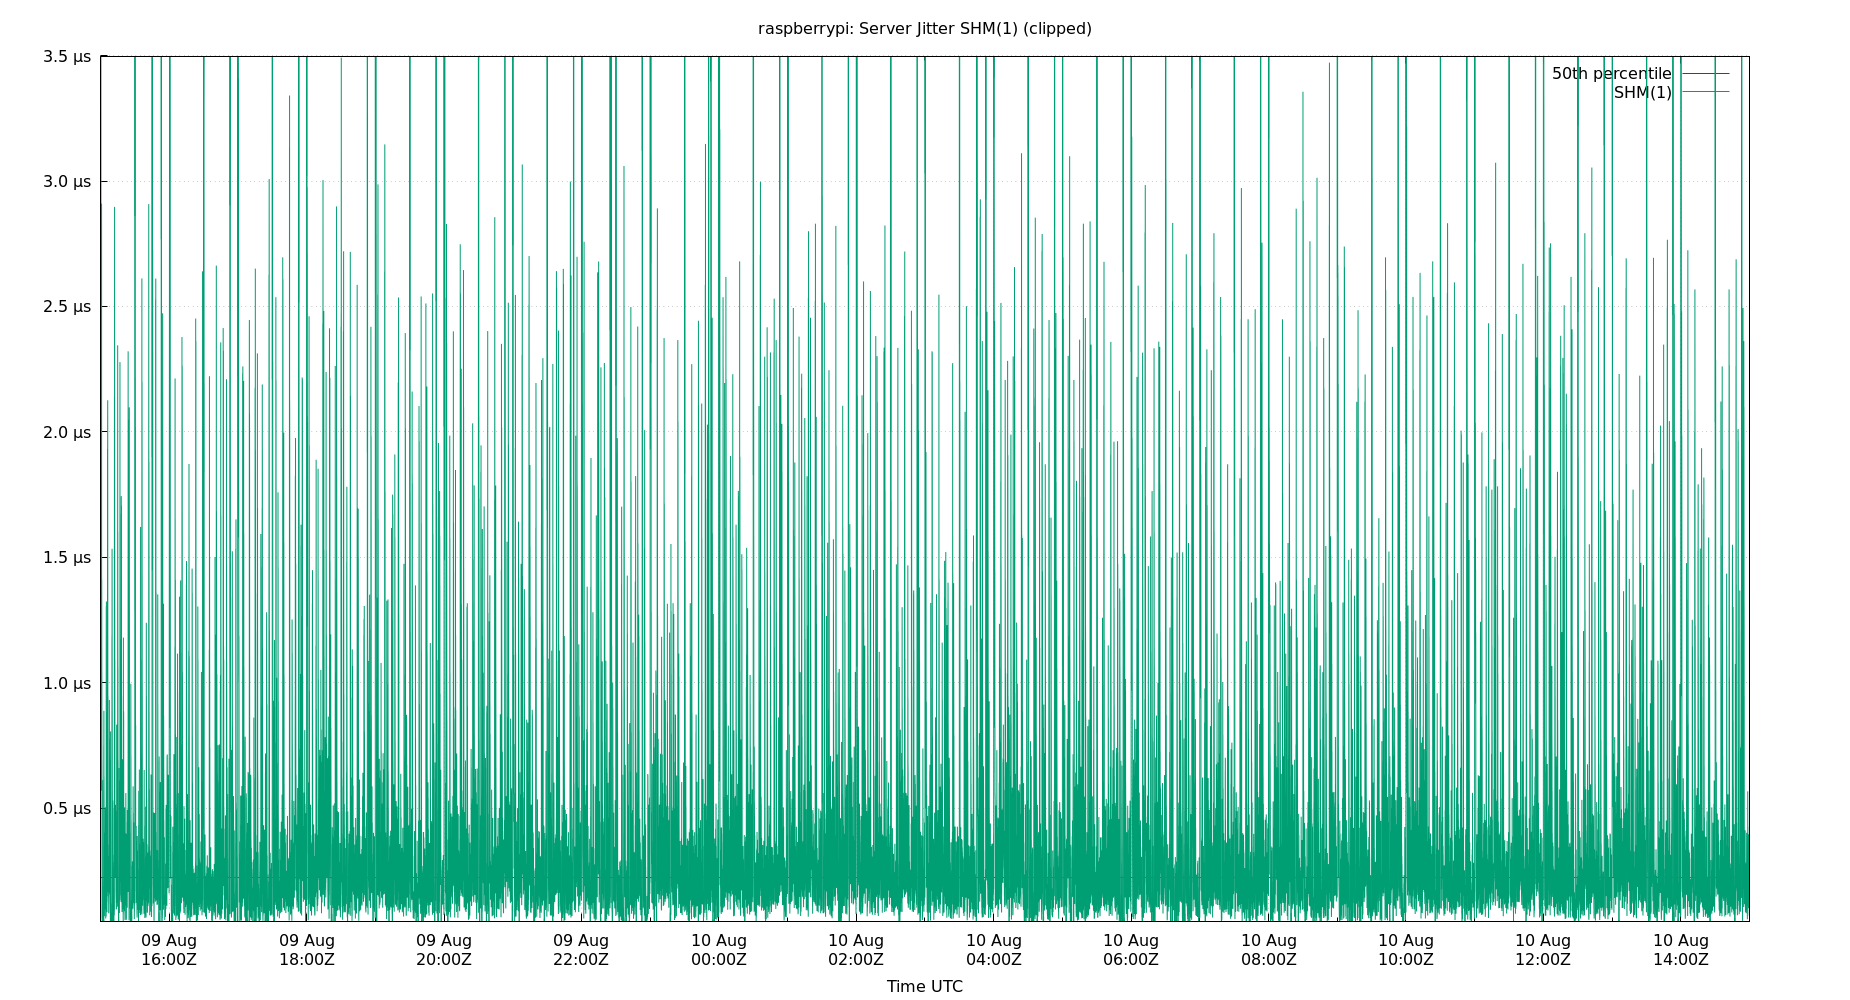 raspberrypi: Server Jitter SHM(1) (clipped)
3.5 µs
3.0 µs
2.5 µs
2.0 µs
1.5 µs
1.0 µs
0.5 µs
50th percentile
SHM(1)
09 Aug 09 Aug 09 Aug 09 Aug 10 Aug 10 Aug 10 Aug 10 Aug 10 Aug 10 Aug 10 Aug 10 Aug
16:00Z 18:00Z 20:00Z 22:00Z 00:00Z 02:00Z 04:00Z 06:00Z 08:00Z 10:00Z 12:00Z 14:00Z
Time UTC